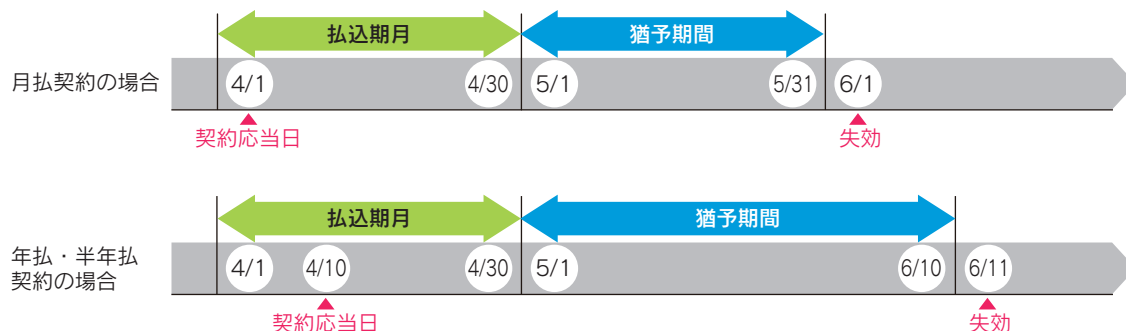 払込期月
猶予期間
月払契約の場合
4/1
4/30
5/1
5/31
6/1
契約応当日
失効
払込期月
猶予期間
年払・半年払
契約の場合
4/1
4/10
4/30
5/1
6/10
6/11
契約応当日
失効